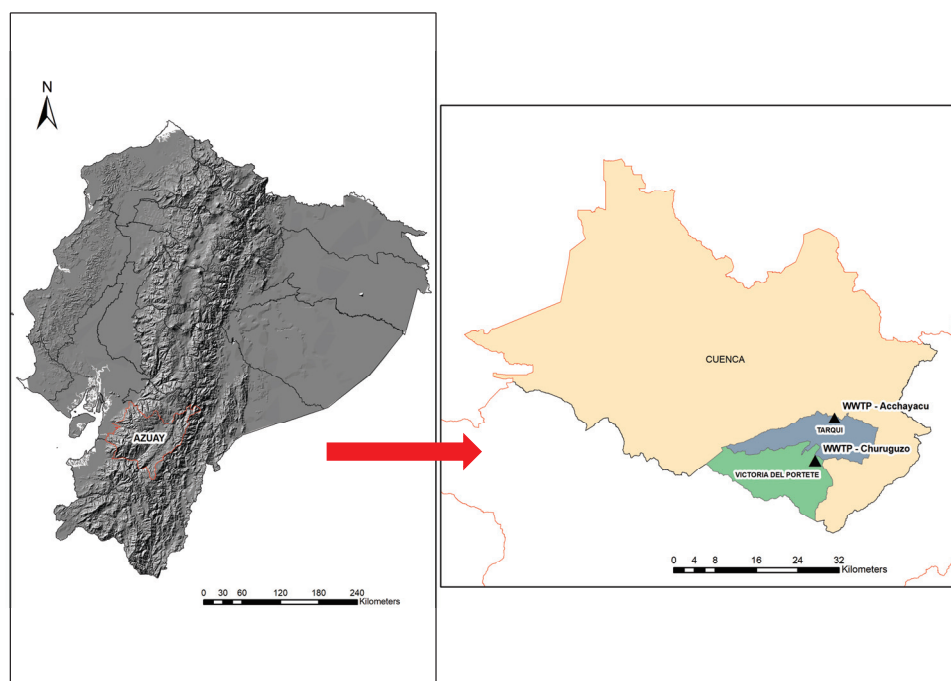 N
AZUAY
0 30 60 120 180 240
Kilometers
CUENCA
WWTP - Acchayacu
TARQUI
WWTP - Churuguzo
VICTORIA DEL PORTETE
0 4 8 16 24 32
Kilometers